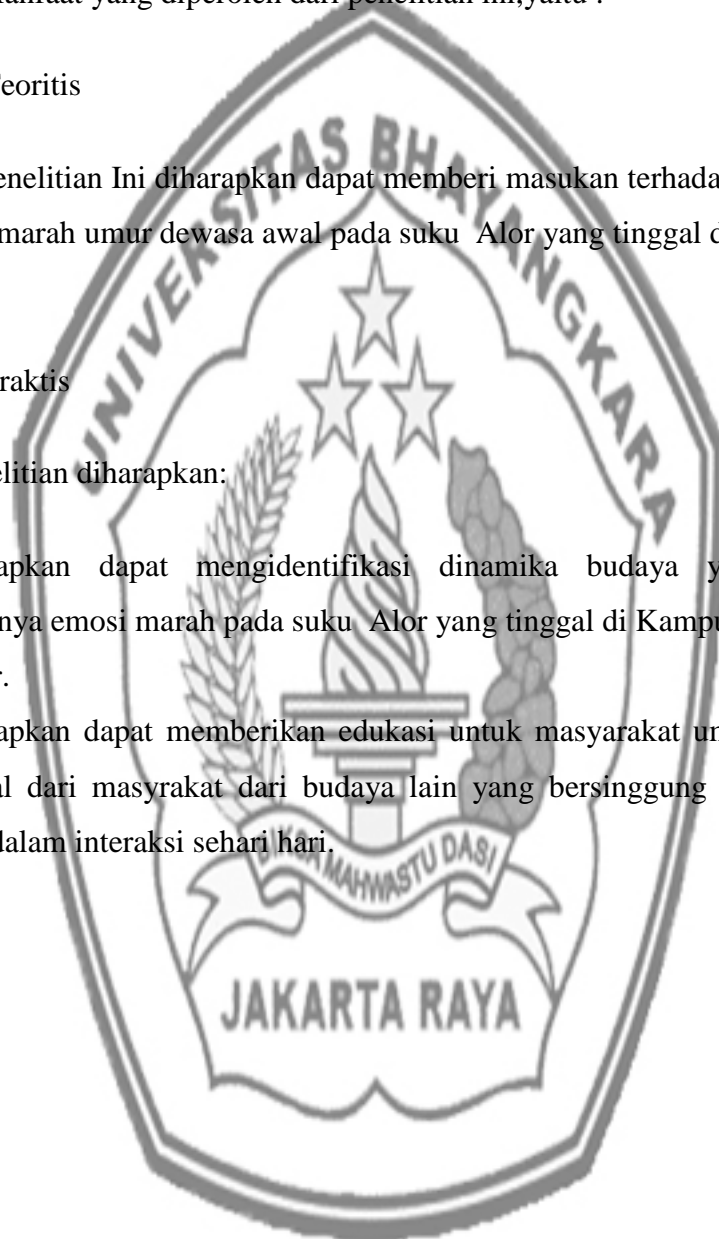 yang diperoleh dari penelitian ini,yaitu :
eoritis
enelitian Ini diharapkan dapat memberi masukan terhada
marah umur dewasa awal pada suku Alor yang tinggal d
raktis
elitian diharapkan:
apkan dapat mengidentifikasi dinamika budaya y
nya emosi marah pada suku Alor yang tinggal di Kampu
r.
apkan dapat memberikan edukasi untuk masyarakat un
al dari masyrakat dari budaya lain yang bersinggung
dalam interaksi sehari hari.
UNIVERSITAS BHAYANGKARA
MAHWASTU DASI
JAKARTA RAYA